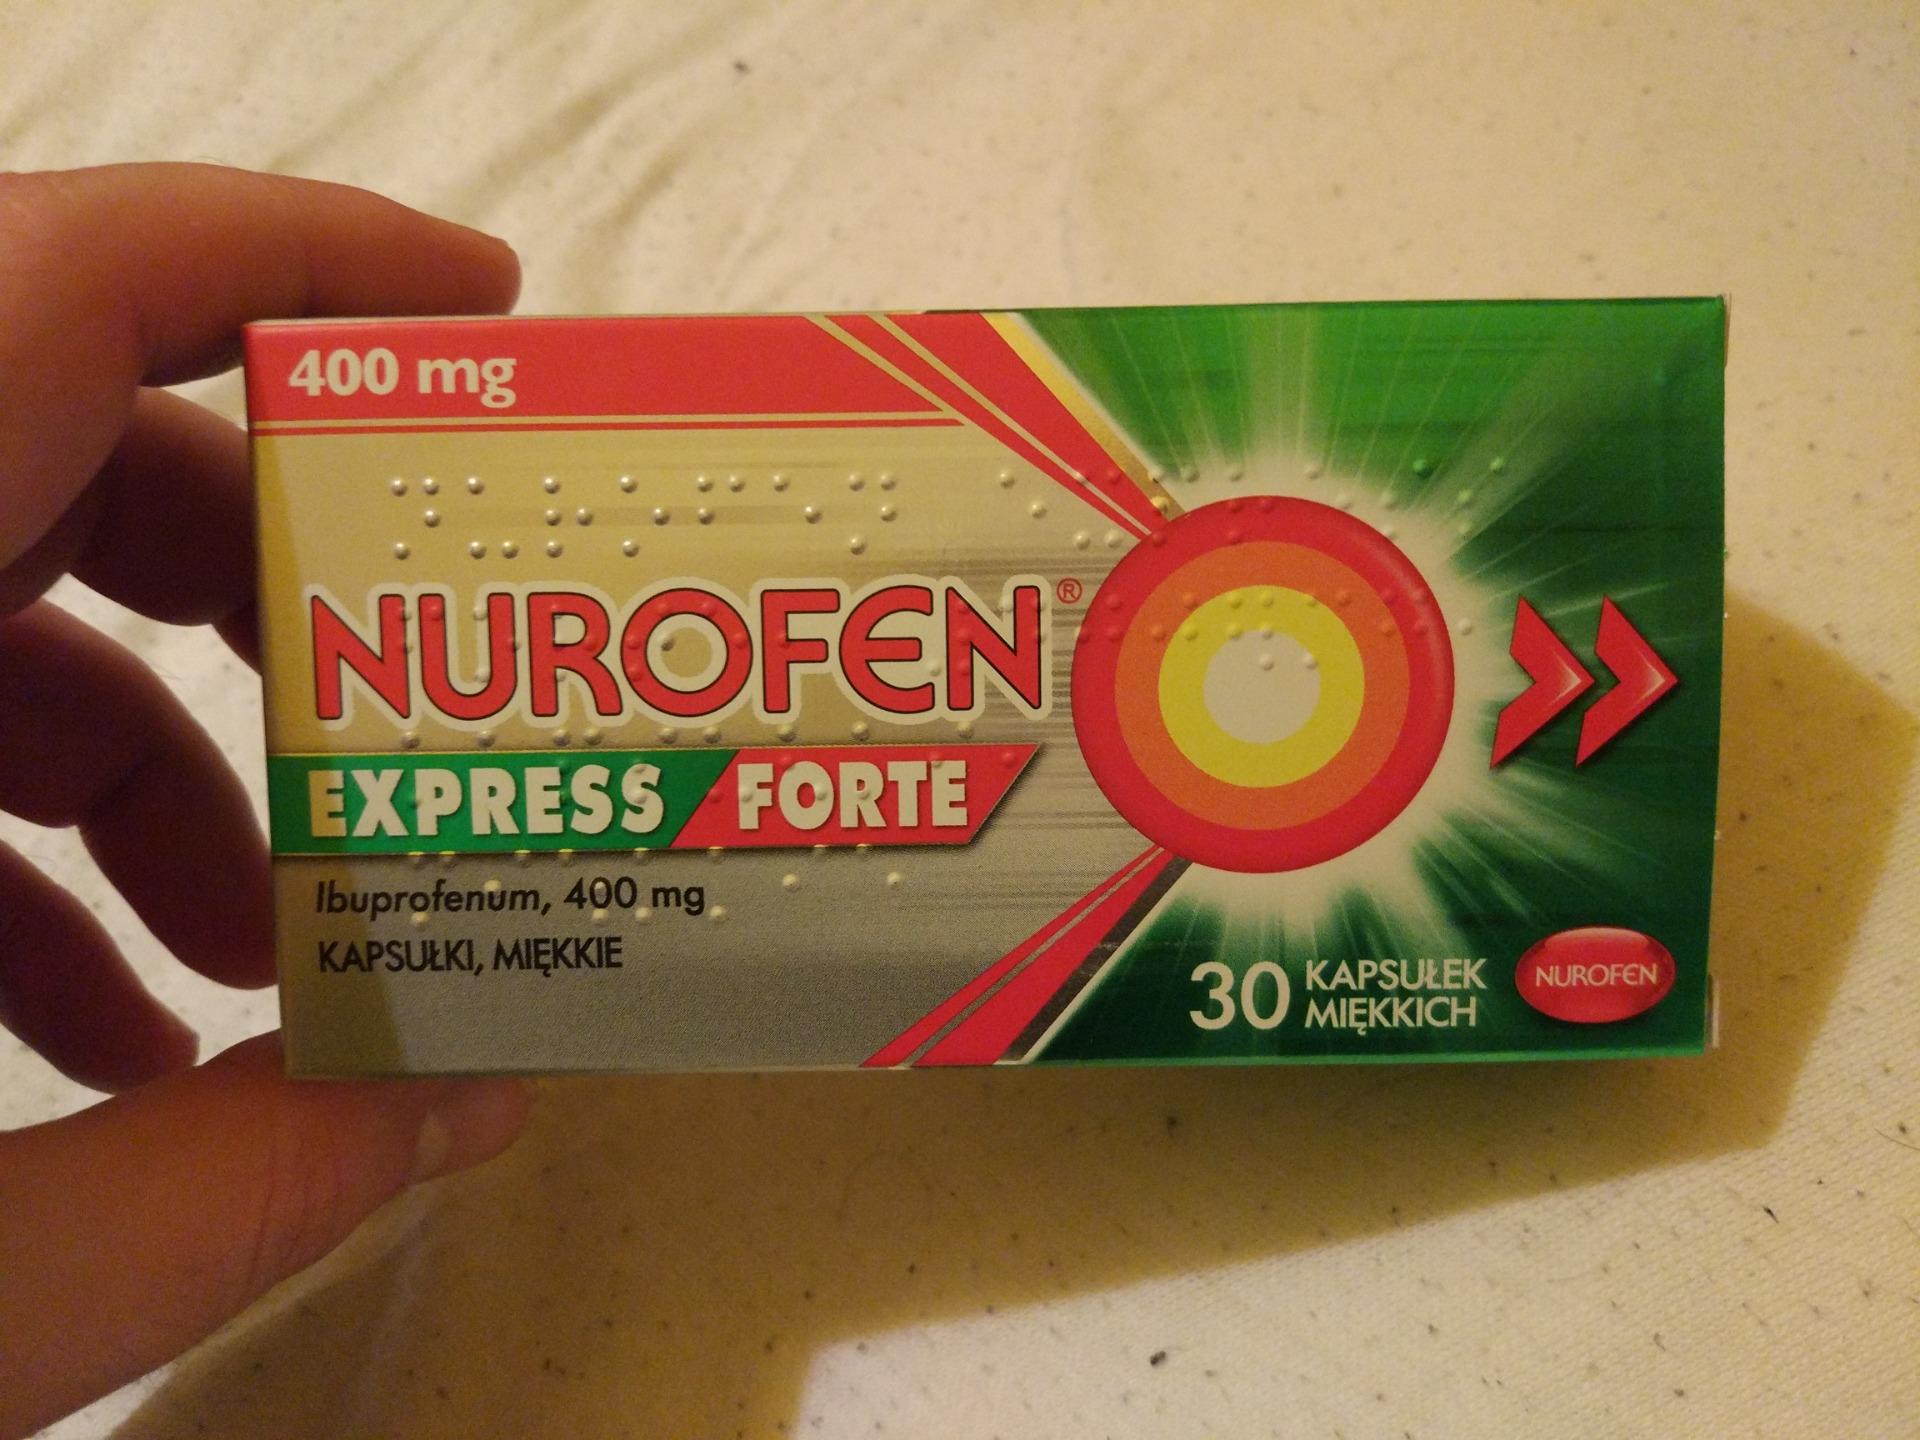 400 mg
NUROFEN®
EXPRESS FORTE
Ibuprofenum, 400 mg
KAPSUŁKI, MIĘKKIE
30 KAPSUŁEK
MIĘKKICH
NUROFEN